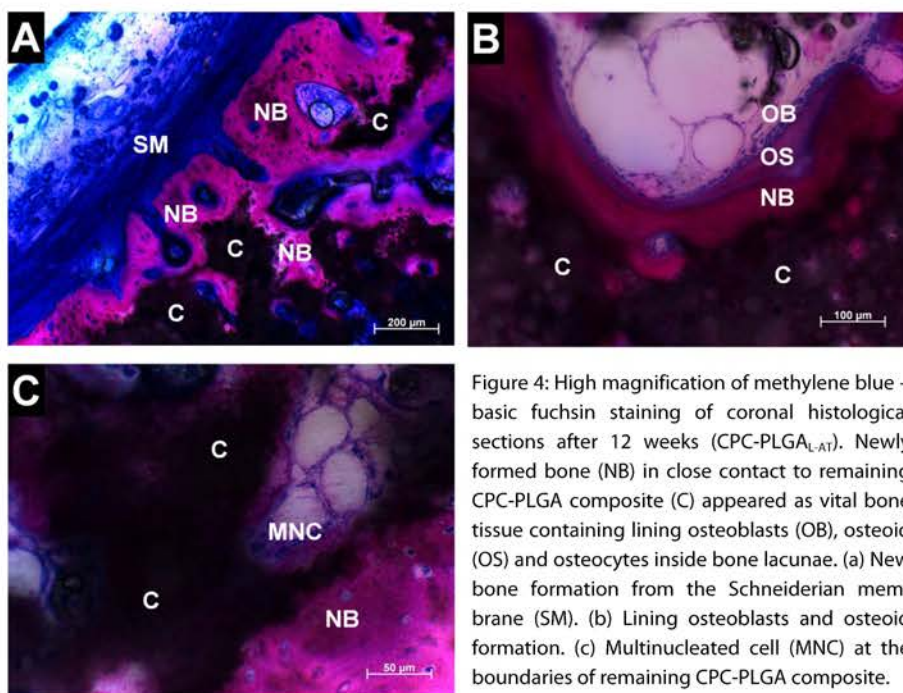 A
NB
C
SM
NB
C
NB
C
200 µm
B
OB
OS
NB
C
C
100 µm
C
C
MNC
C
NB
50 µm
Figure 4: High magnification of methylene blue -
basic fuchsin staining of coronal histologica
sections after 12 weeks (CPC-PLGA_L-AT). Newly
formed bone (NB) in close contact to remaining
CPC-PLGA composite (C) appeared as vital bone
tissue containing lining osteoblasts (OB), osteoid
(OS) and osteocytes inside bone lacunae. (a) New
bone formation from the Schneiderian mem
brane (SM). (b) Lining osteoblasts and osteoid
formation. (c) Multinucleated cell (MNC) at the
boundaries of remaining CPC-PLGA composite.